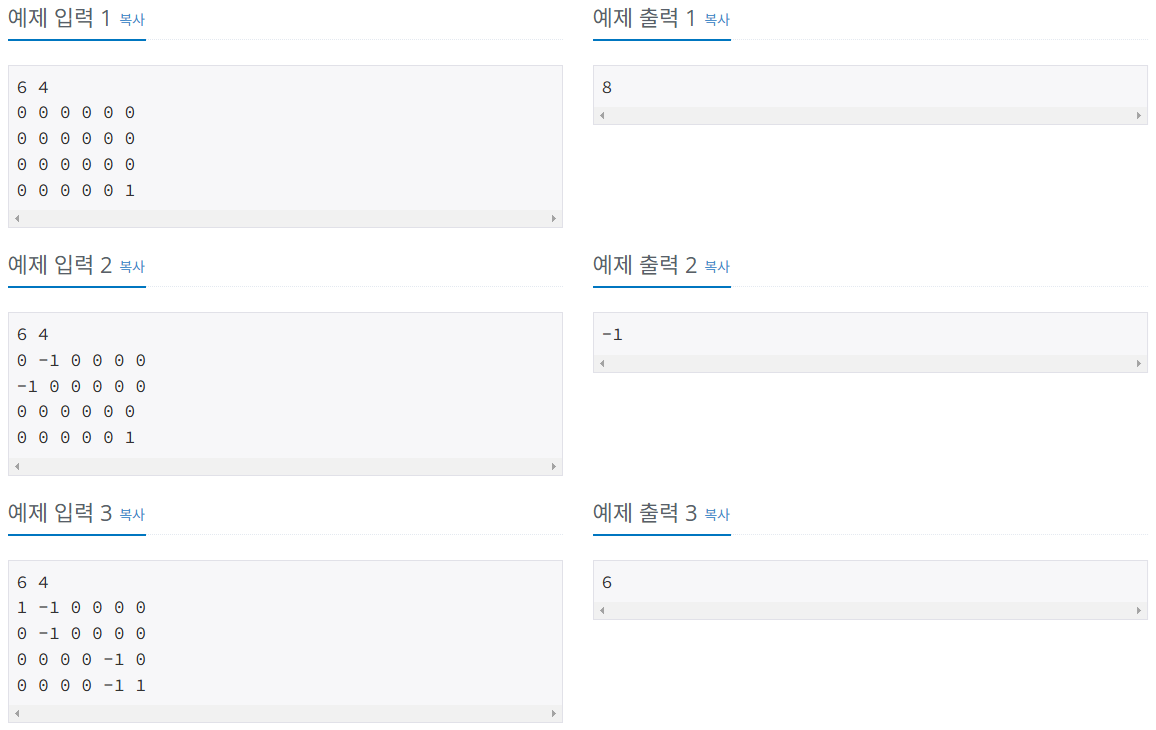 예제 입력 1 복사
6 4
0 0 0 0 0 0
0 0 0 0 0 0
0 0 0 0 0 0
0 0 0 0 0 1
예제 출력 1 복사
8
예제 입력 2 복사
6 4
0 -1 0 0 0 0
-1 0 0 0 0 0
0 0 0 0 0 0
0 0 0 0 0 1
예제 출력 2 복사
-1
예제 입력 3 복사
6 4
1 -1 0 0 0 0
0 -1 0 0 0 0
0 0 0 0 -1 0
0 0 0 0 -1 1
예제 출력 3 복사
6